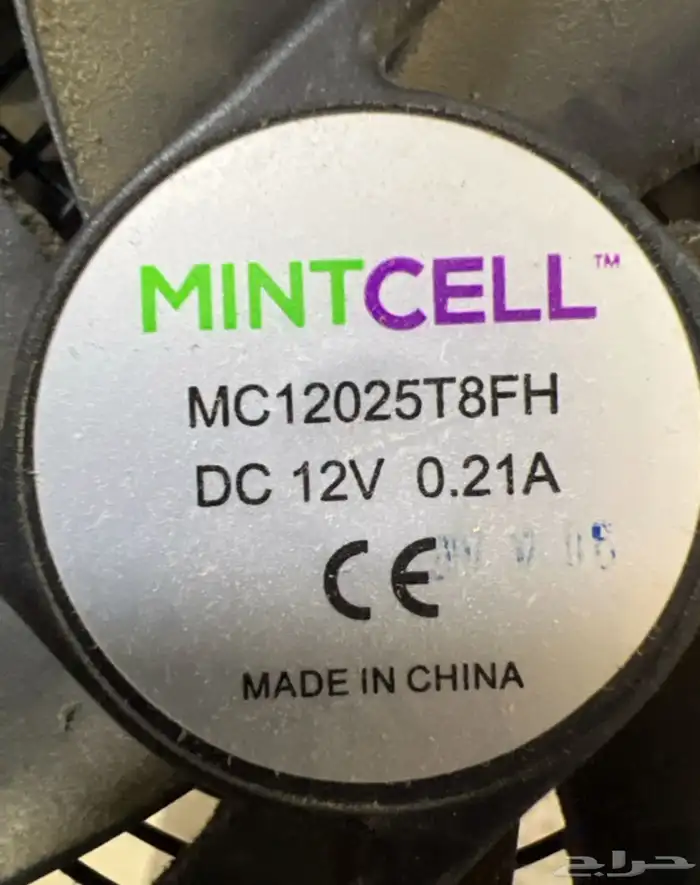 MINTCELL™
MC12025T8FH
DC 12V 0.21A
CE
MADE IN CHINA
حراج